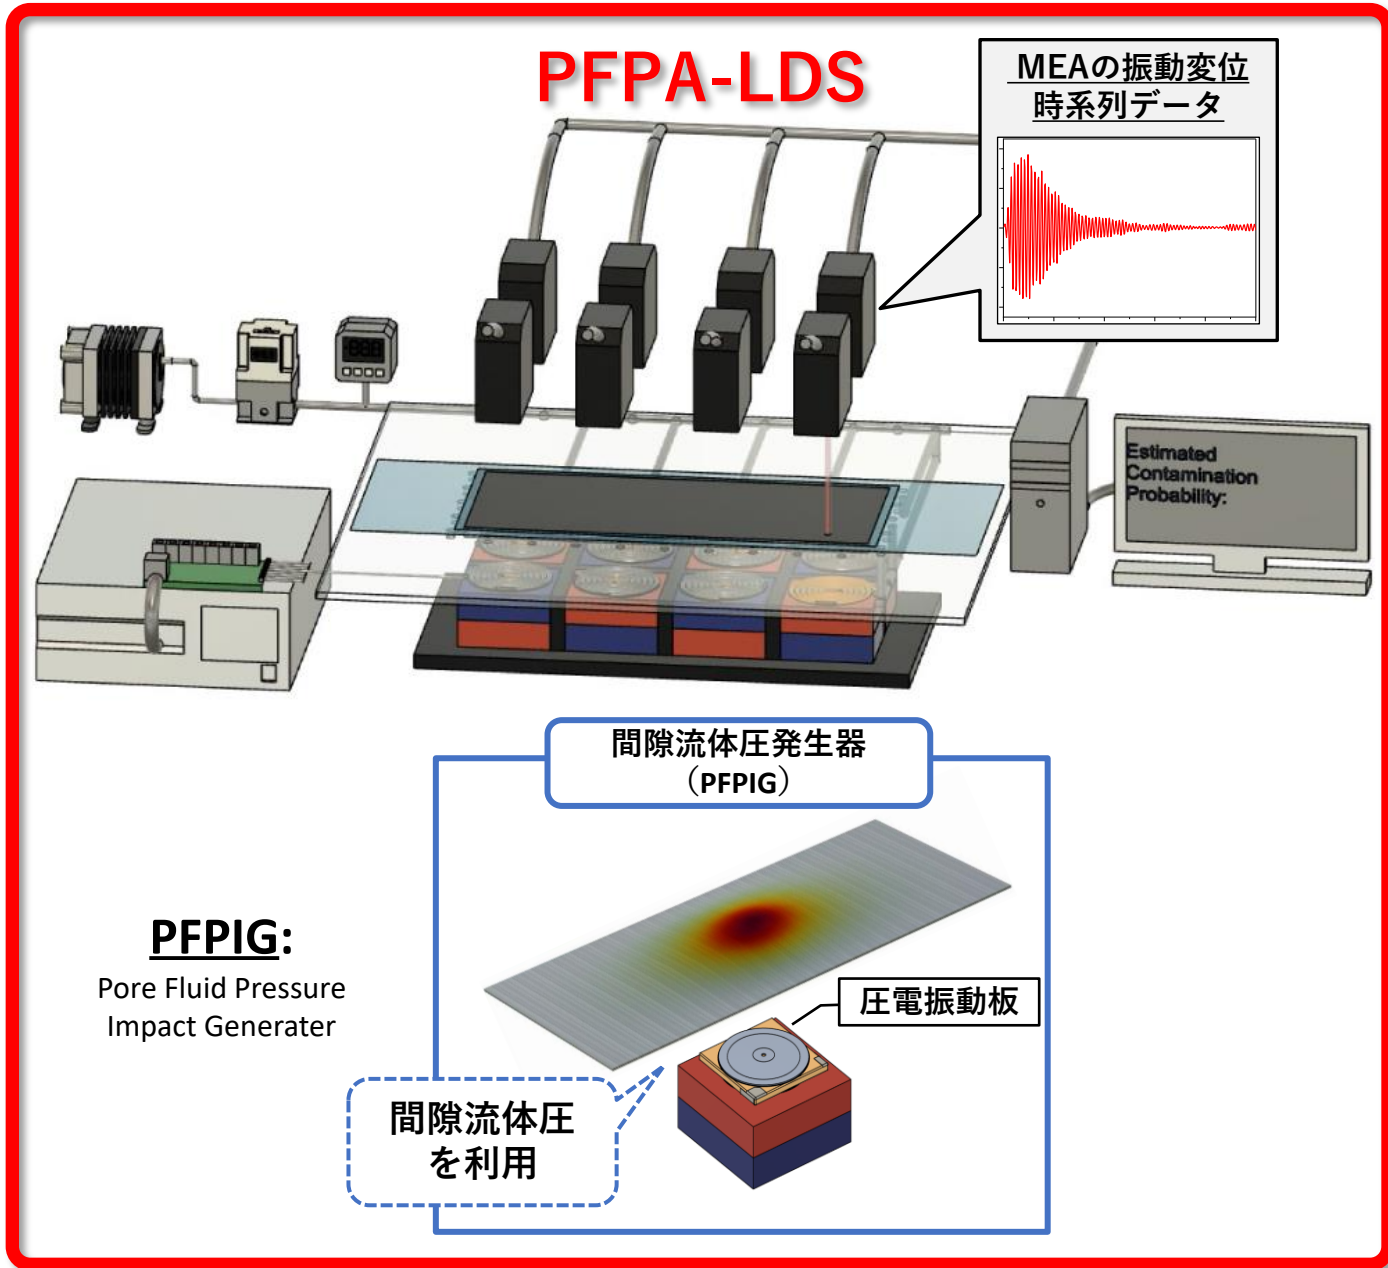 PFPA-LDS
MEAの振動変位
時系列データ
Estimated
Contamination
Probability:
間隙流体圧発生器
（PFPIG）
PFPIG:
Pore Fluid Pressure
Impact Generater
圧電振動板
間隙流体圧
を利用